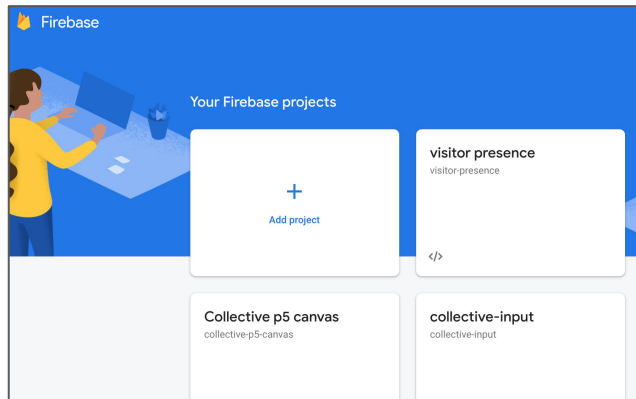 Firebase
Your Firebase projects
+
Add project
visitor presence
visitor-presence
</>
Collective p5 canvas
collective-p5-canvas
collective-input
collective-input